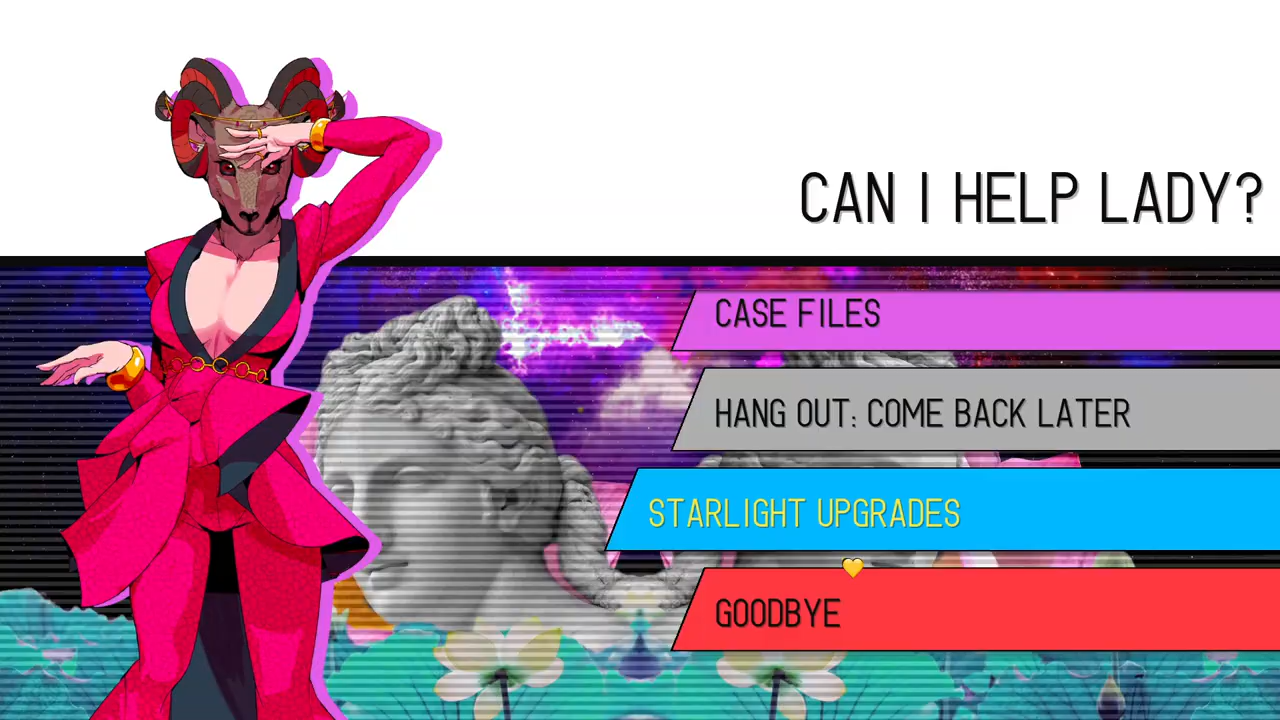 CAN I HELP LADY?
CASE FILES
HANG OUT: COME BACK LATER
STARLIGHT UPGRADES
GOODBYE